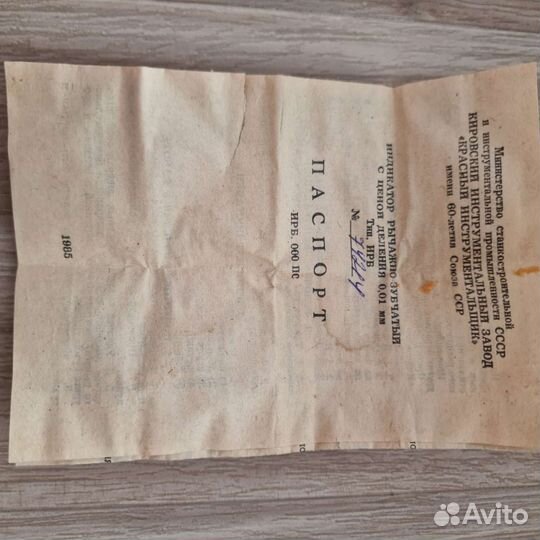 Министерство станкостроительной
и инструментальной промышленности СССР
КИРОВСКИЙ ИНСТРУМЕНТАЛЬНЫЙ ЗАВОД
«КРАСНЫЙ ИНСТРУМЕНТАЛЬЩИК»
имени 60-летия Союза ССР
ИНДИКАТОР РЫЧАЖНО ЗУБЧАТЫЙ
С ЦЕНОЙ ДЕЛЕНИЯ 0,01 мм
Тип. ИРБ
№
ПАСПОРТ
ИРБ. 000 ПС
1985
Avito